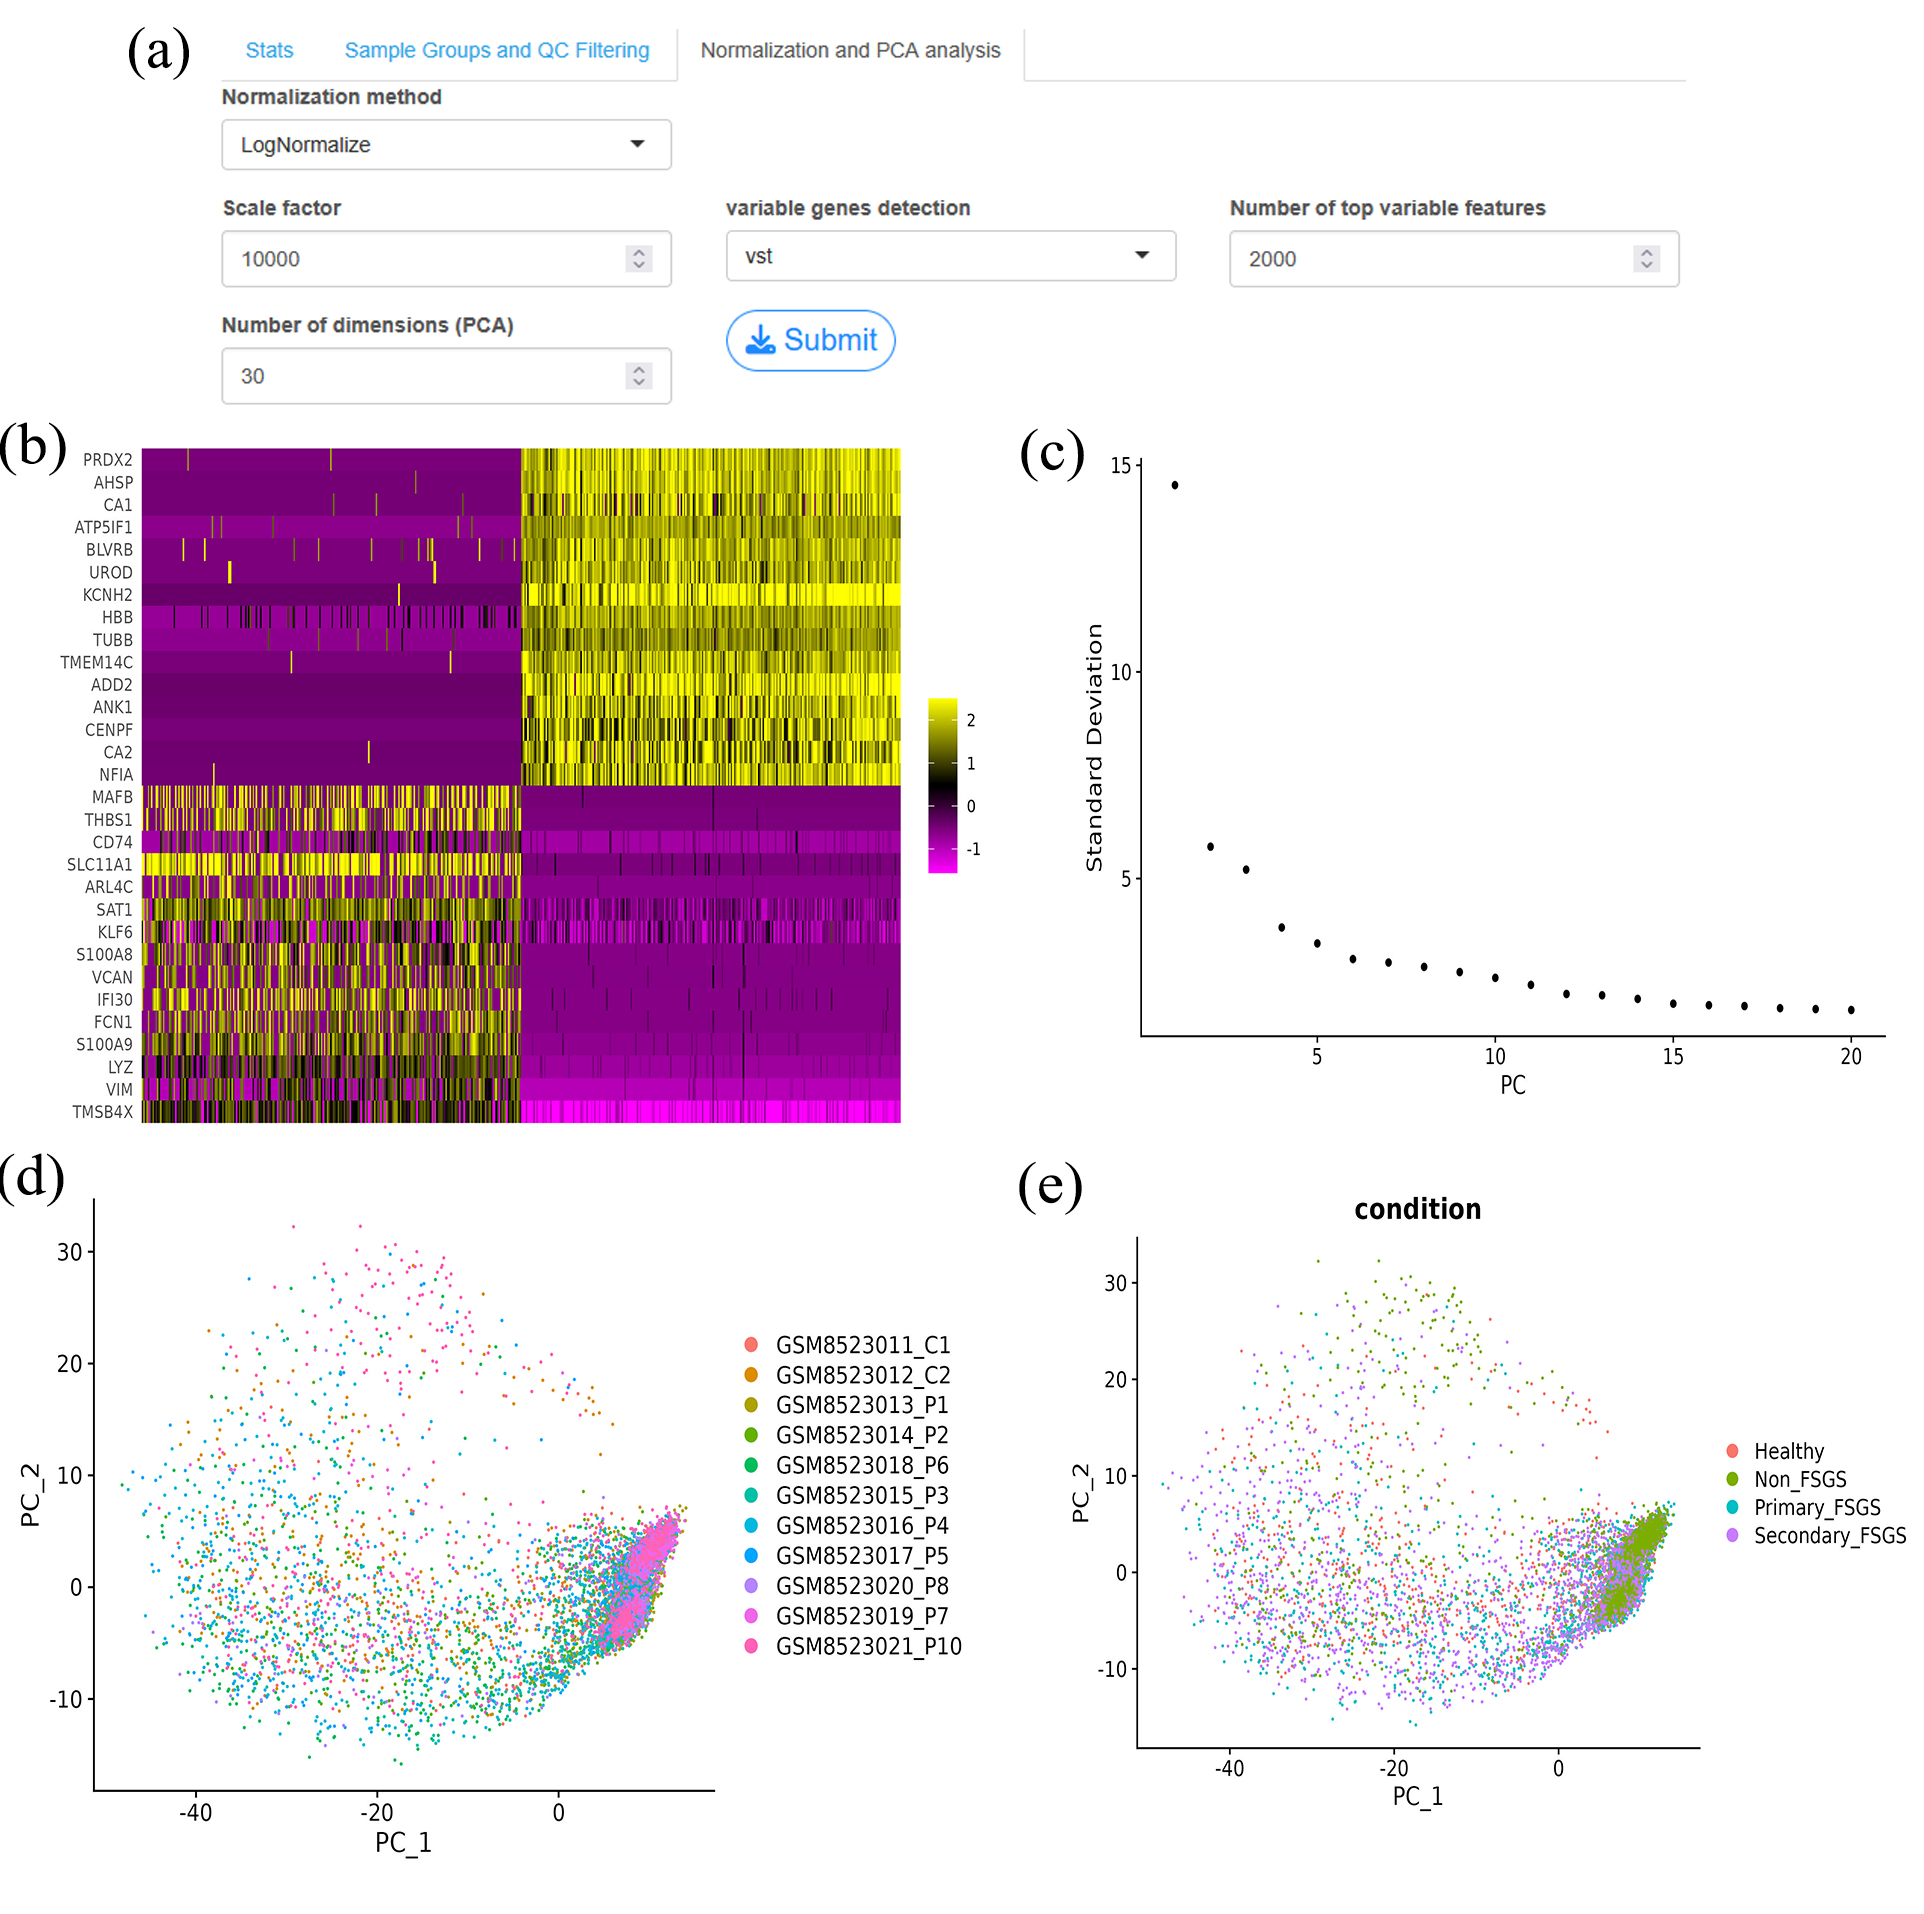 (a)
Stats Sample Groups and QC Filtering Normalization and PCA analysis
Normalization method
LogNormalize
Scale factor variable genes detection Number of top variable features
10000 vst 2000
Number of dimensions (PCA)
Submit
30
(b)
PRDX2
AHSP
CA1
ATP5IF1
BLVRB
UROD
KCNH2
HBB
TUBB
TMEM14C
ADD2
ANK1
CENPF
CA2
NFIA
MAFB
THBS1
CD74
SLC11A1
ARL4C
SAT1
KLF6
S100A8
VCAN
IFI30
FCN1
S100A9
LYZ
VIM
TMSB4X
2
1
0
-1
(c)
15
10
5
Standard Deviation
5 10 15 20
PC
(d)
30
20
10
0
-10
PC_2
-40 -20 0
PC_1
GSM8523011_C1
GSM8523012_C2
GSM8523013_P1
GSM8523014_P2
GSM8523018_P6
GSM8523015_P3
GSM8523016_P4
GSM8523017_P5
GSM8523020_P8
GSM8523019_P7
GSM8523021_P10
(e)
condition
30
20
10
0
-10
PC_2
-40 -20 0
PC_1
Healthy
Non_FSGS
Primary_FSGS
Secondary_FSGS